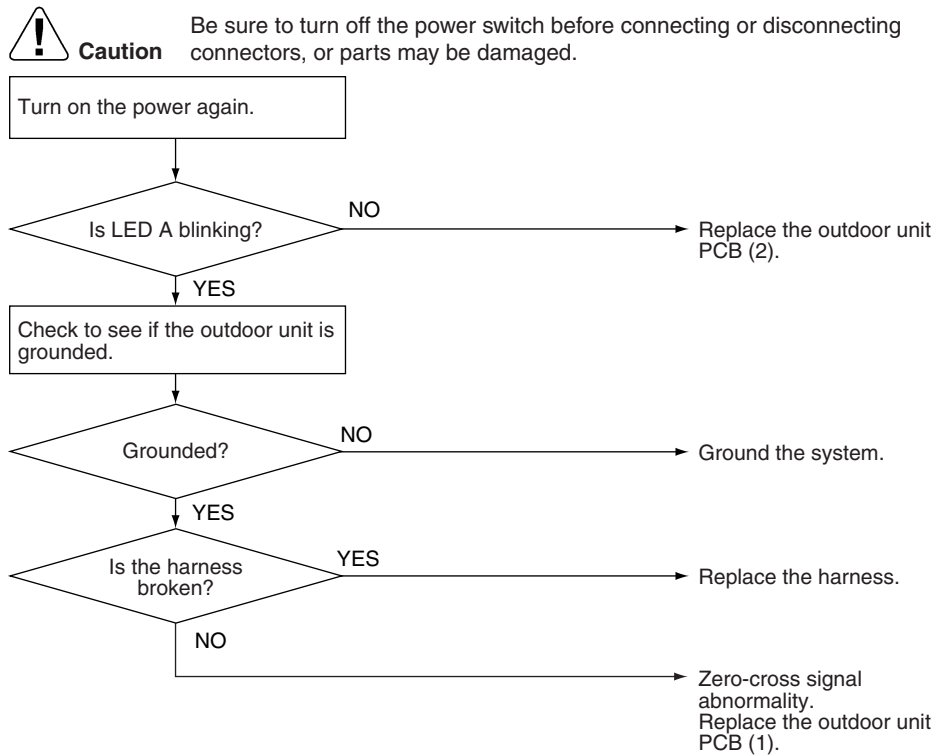 Be sure to turn off the power switch before connecting or disconnecting
Caution connectors, or parts may be damaged.
Turn on the power again.
Is LED A blinking?
NO
Replace the outdoor unit
PCB (2).
YES
Check to see if the outdoor unit is
grounded.
Grounded?
NO
Ground the system.
YES
Is the harness
broken?
YES
Replace the harness.
NO
Zero-cross signal
abnormality.
Replace the outdoor unit
PCB (1).